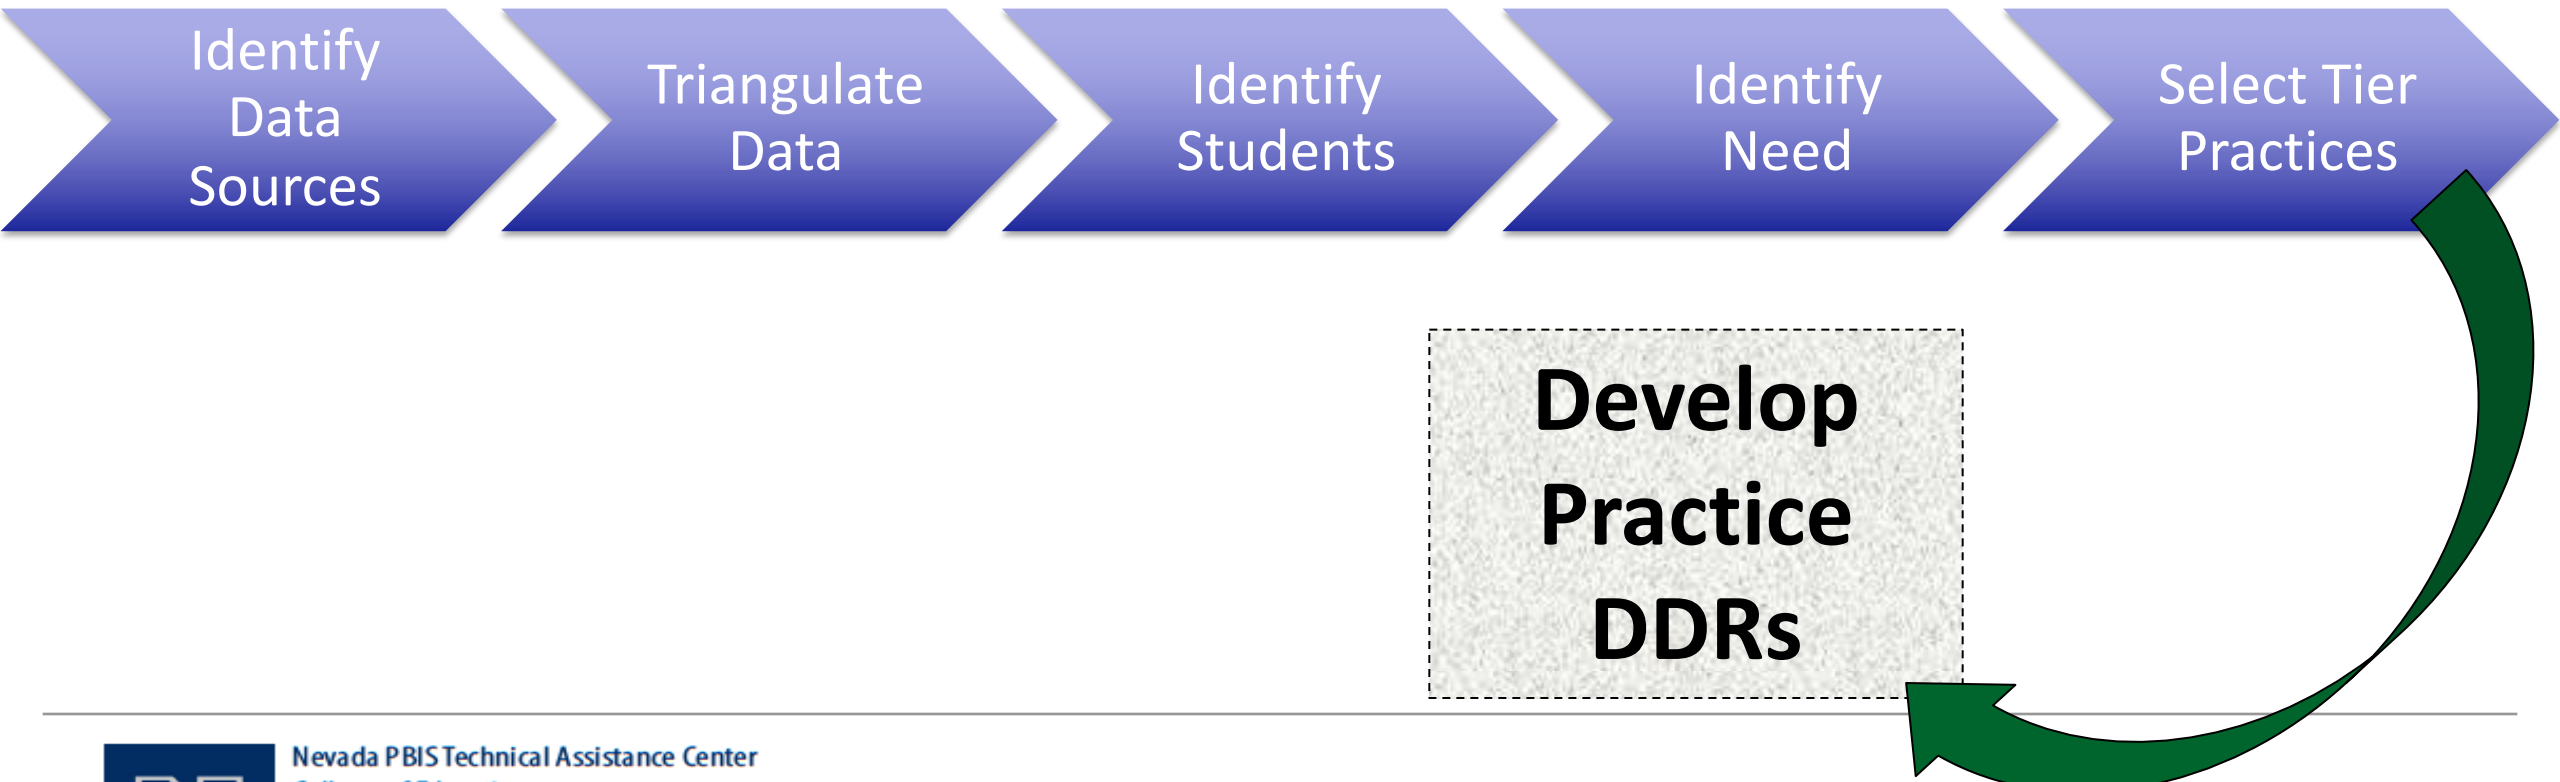 Identify
Data
Sources
Triangulate
Data
Identify
Students
Identify
Need
Select Tier
Practices
Develop
Practice
DDRs
Nevada PBIS Technical Assistance Center